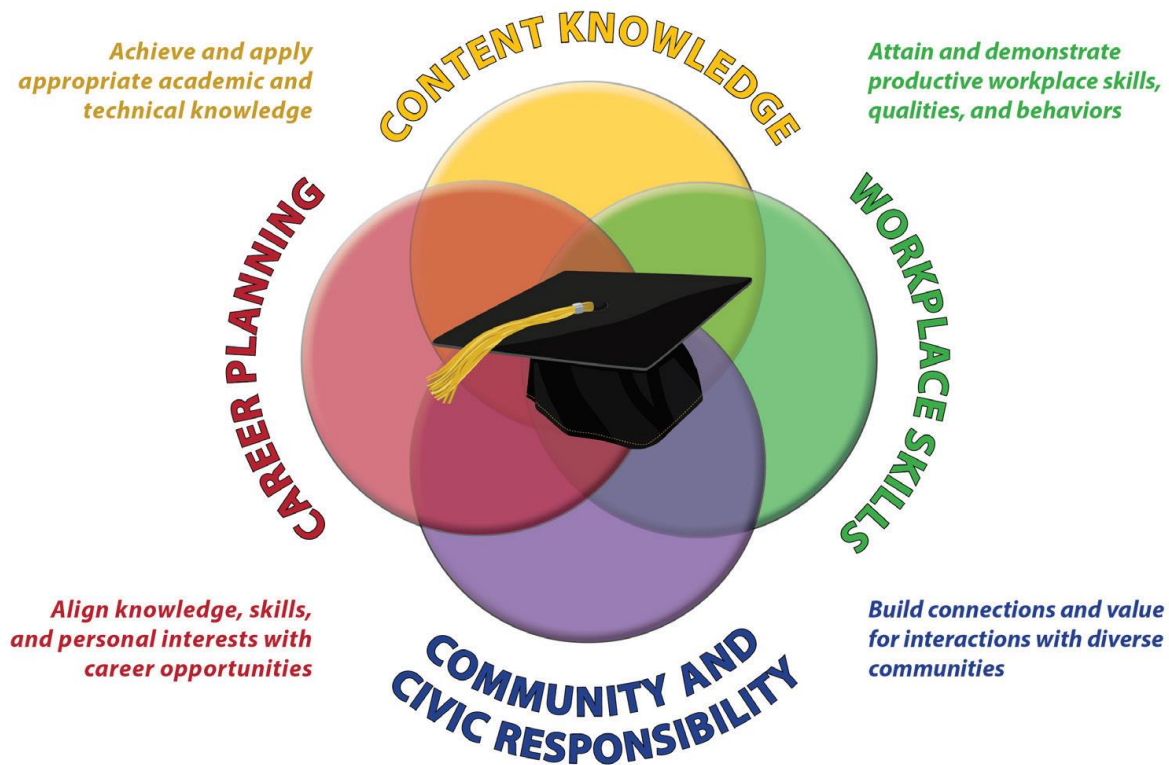 CONTENT KNOWLEDGE
Achieve and apply
appropriate academic and
technical knowledge
Attain and demonstrate
productive workplace skills,
qualities, and behaviors
CAREER PLANNING
WORKPLACE SKILLS
Align knowledge, skills,
and personal interests with
career opportunities
Build connections and value
for interactions with diverse
communities
COMMUNITY AND
CIVIC RESPONSIBILITY